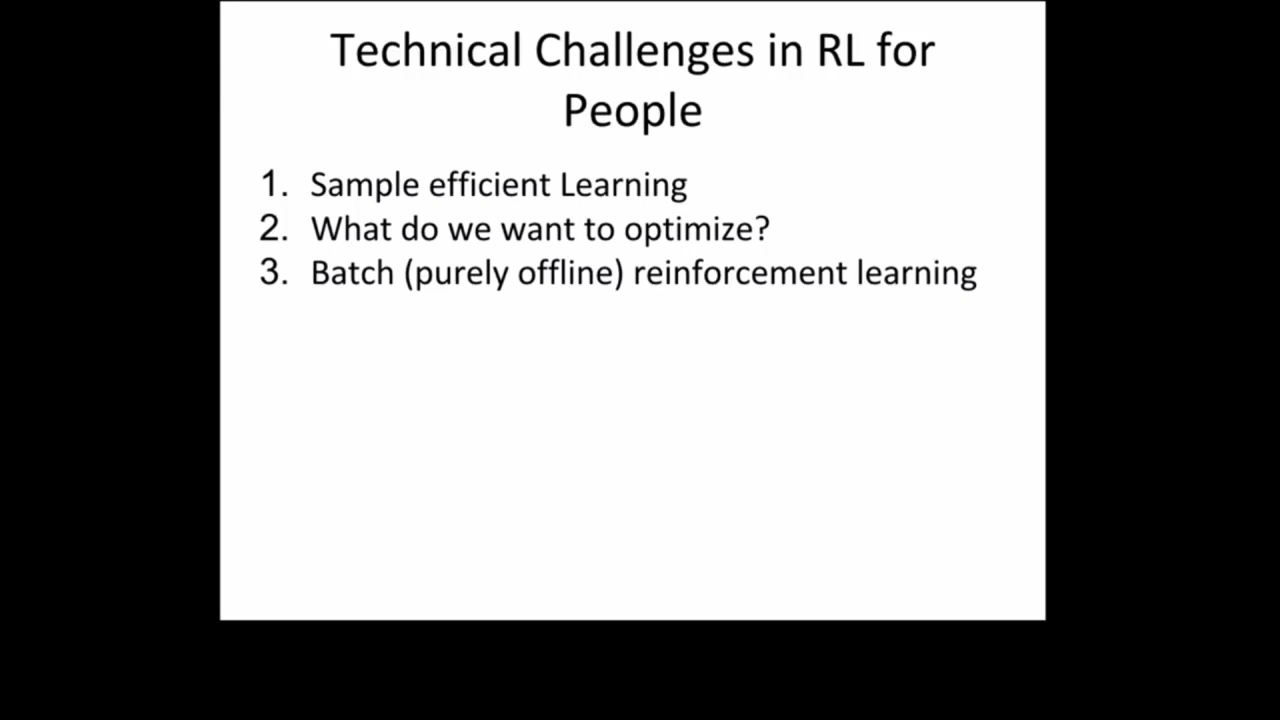 Technical Challenges in RL for
People
1. Sample efficient Learning
2. What do we want to optimize?
3. Batch (purely offline) reinforcement learning